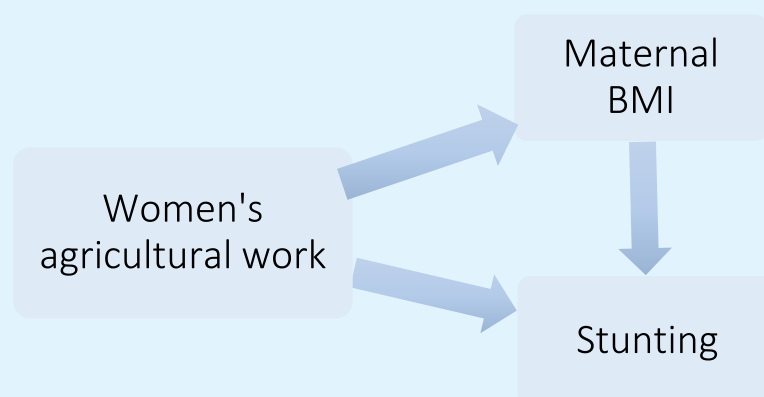 Maternal
BMI
Women's
agricultural work
Stunting